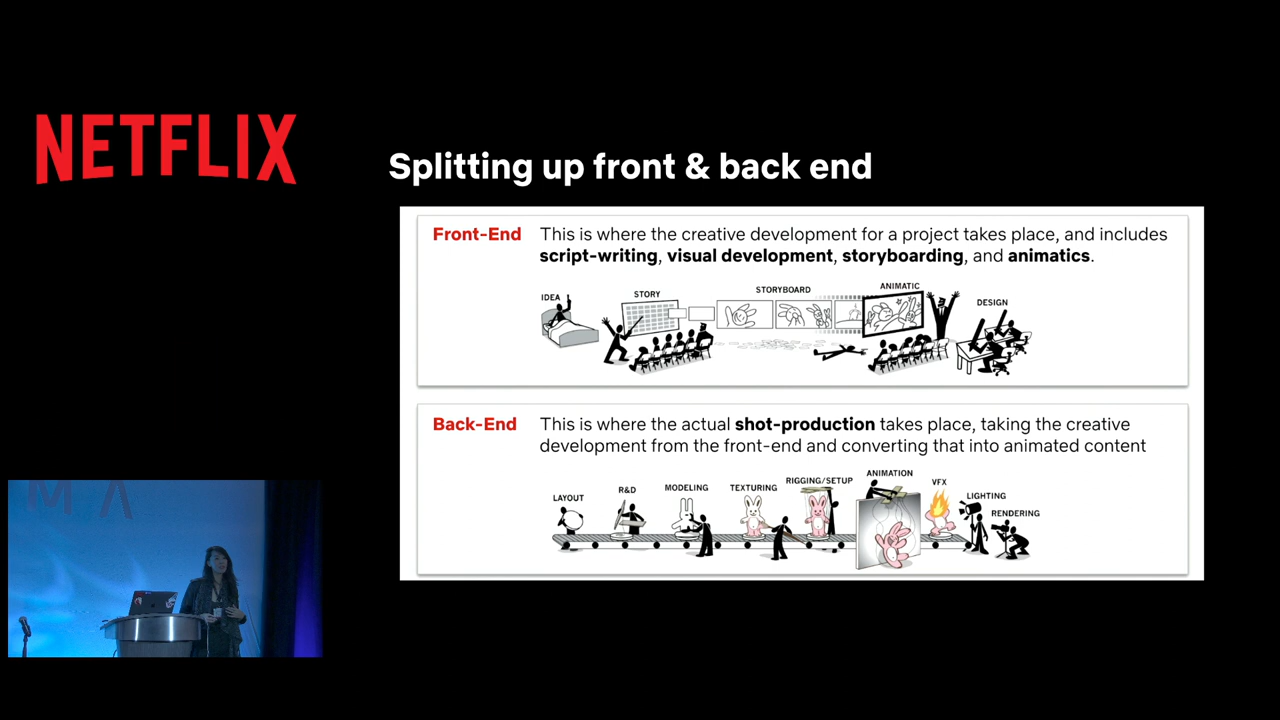 NETFLIX
Splitting up front & back end
Front-End This is where the creative development for a project takes place, and includes
script-writing, visual development, storyboarding, and animatics.
IDEA STORY STORYBOARD ANIMATIC DESIGN
Back-End This is where the actual shot-production takes place, taking the creative
development from the front-end and converting that into animated content
LAYOUT R&D MODELING TEXTURING RIGGING/SETUP ANIMATION VFX LIGHTING RENDERING
M A